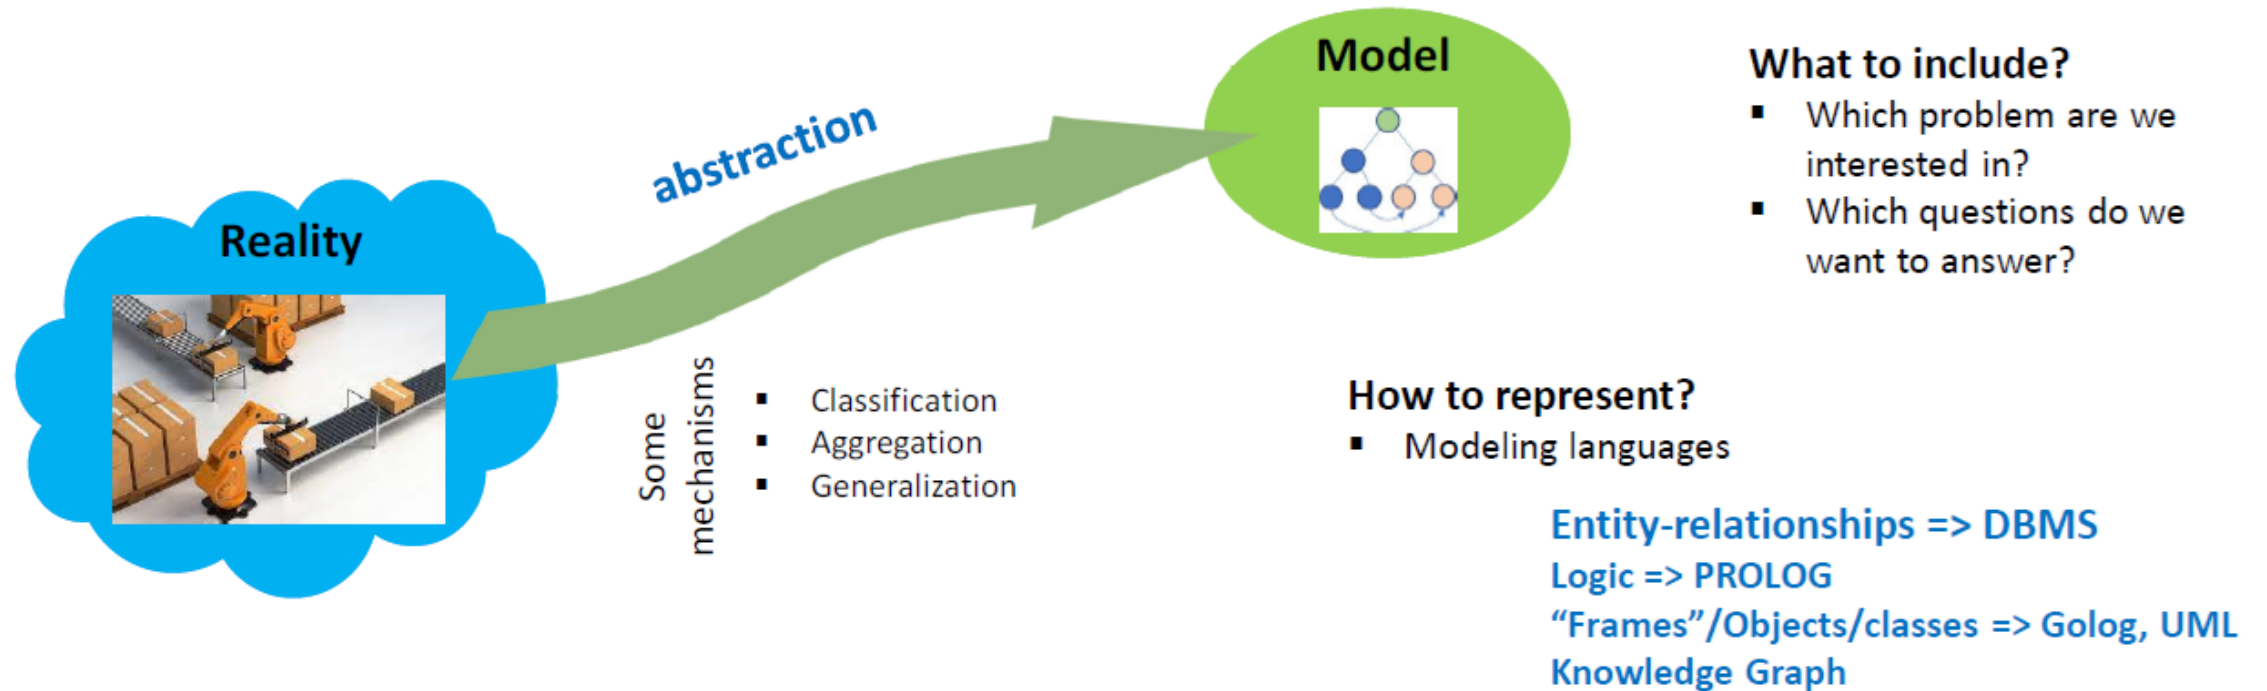 Reality
abstraction
Some
mechanisms
▪ Classification
▪ Aggregation
▪ Generalization
Model
What to include?
▪ Which problem are we
interested in?
▪ Which questions do we
want to answer?
How to represent?
▪ Modeling languages
Entity-relationships => DBMS
Logic => PROLOG
“Frames”/Objects/classes => Golog, UML
Knowledge Graph